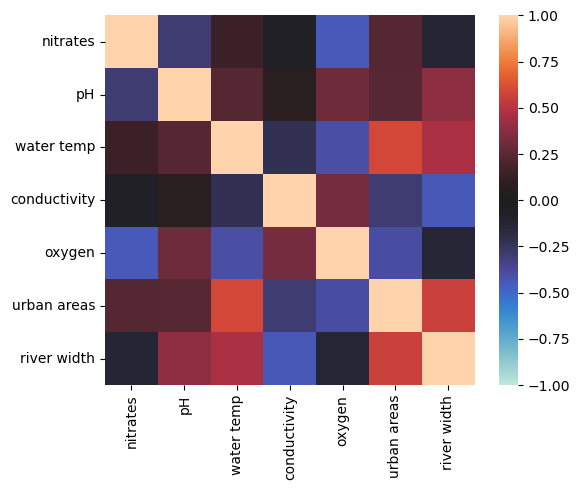 nitrates
pH
water temp
conductivity
oxygen
urban areas
river width
nitrates
pH
water temp
conductivity
oxygen
urban areas
river width
1.00
0.75
0.50
0.25
0.00
−0.25
−0.50
−0.75
−1.00